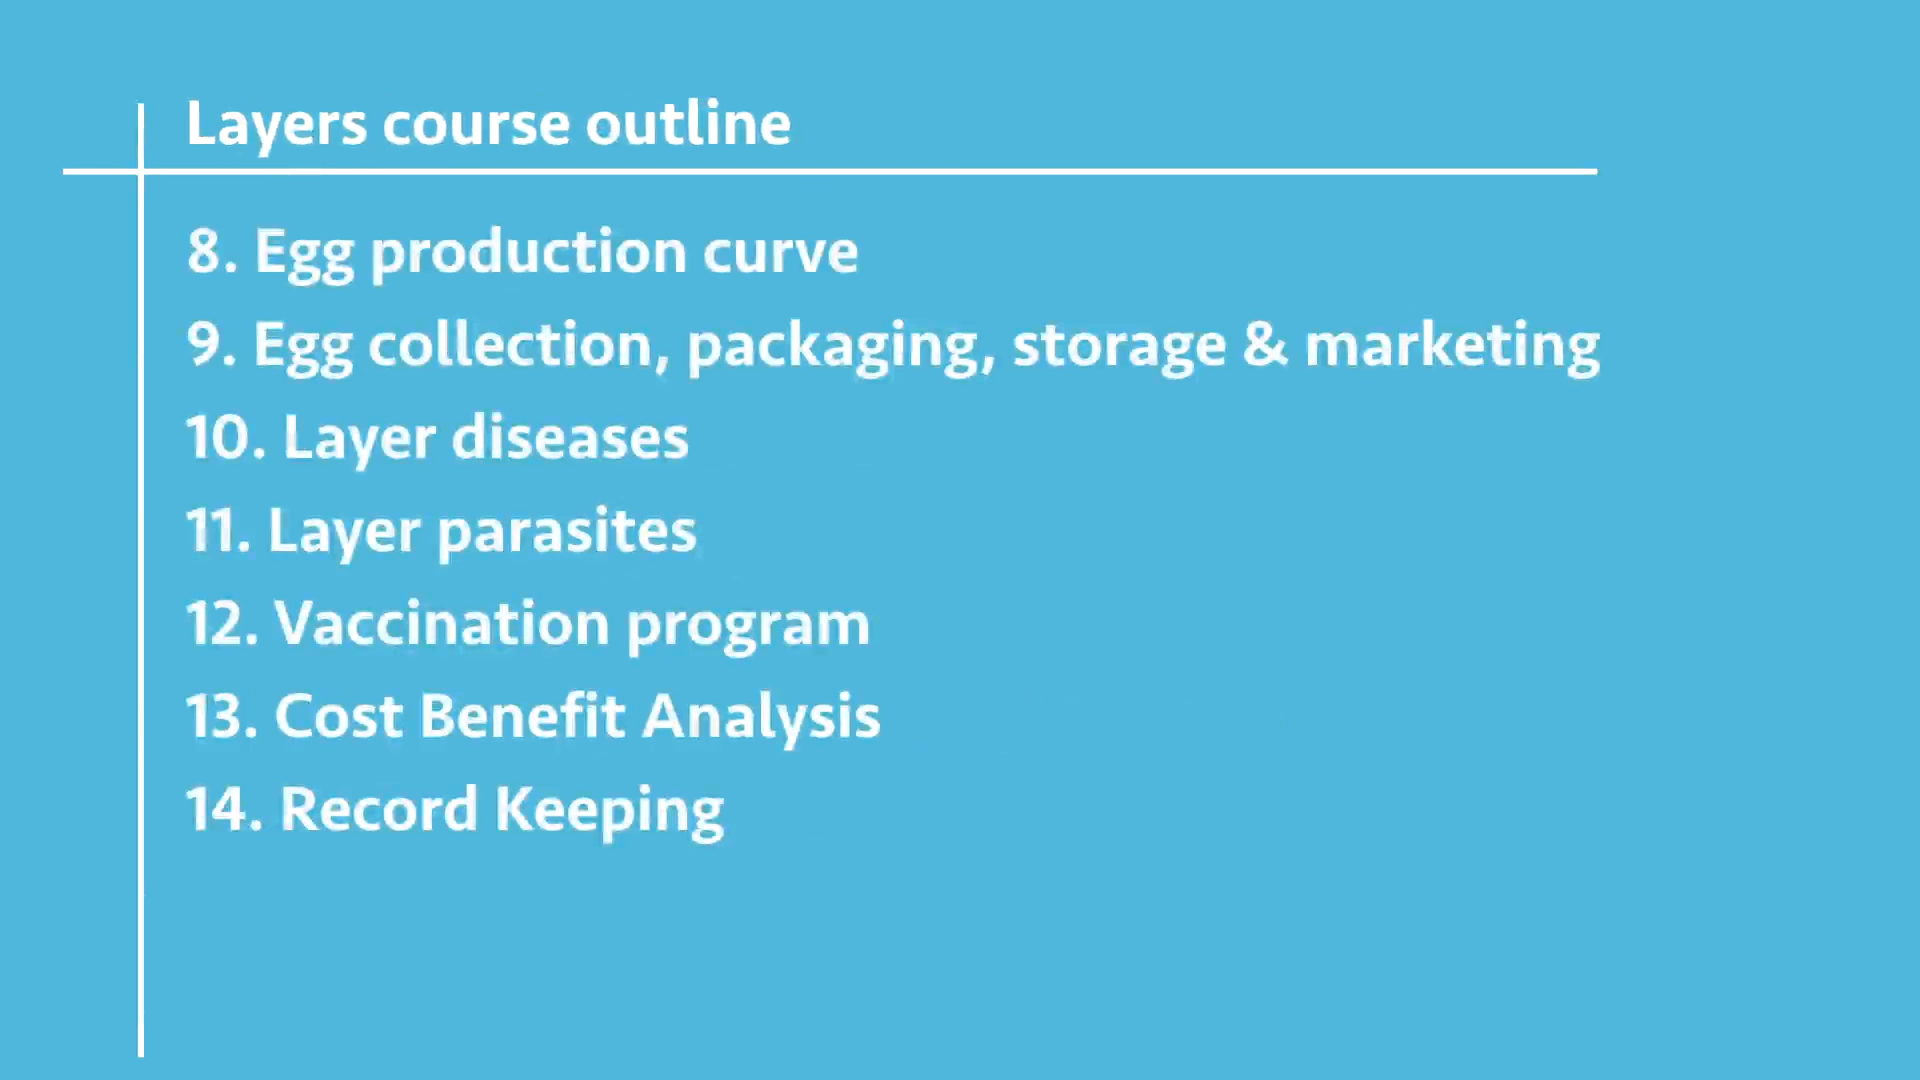 Layers course outline
8. Egg production curve
9. Egg collection, packaging, storage & marketing
10. Layer diseases
11. Layer parasites
12. Vaccination program
13. Cost Benefit Analysis
14. Record Keeping